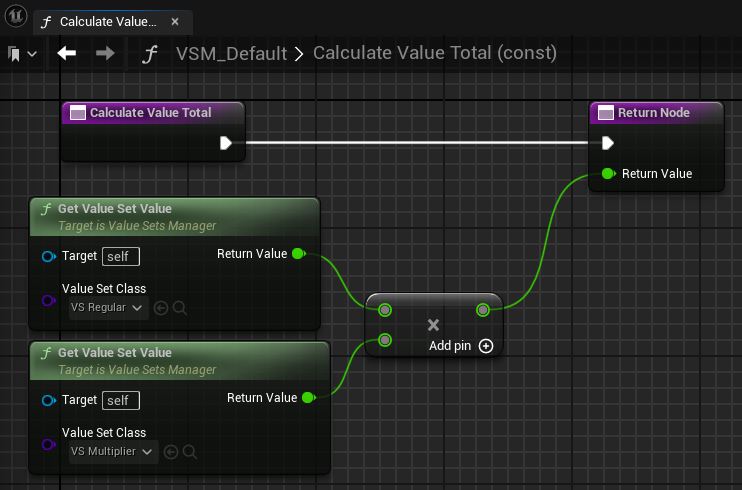 Calculate Value... ×
f VSM_Default > Calculate Value Total (const)
Calculate Value Total
Return Node
Return Value
f Get Value Set Value
Target is Value Sets Manager
Target self
Return Value
Value Set Class
VS Regular
×
Add pin
f Get Value Set Value
Target is Value Sets Manager
Target self
Return Value
Value Set Class
VS Multiplier